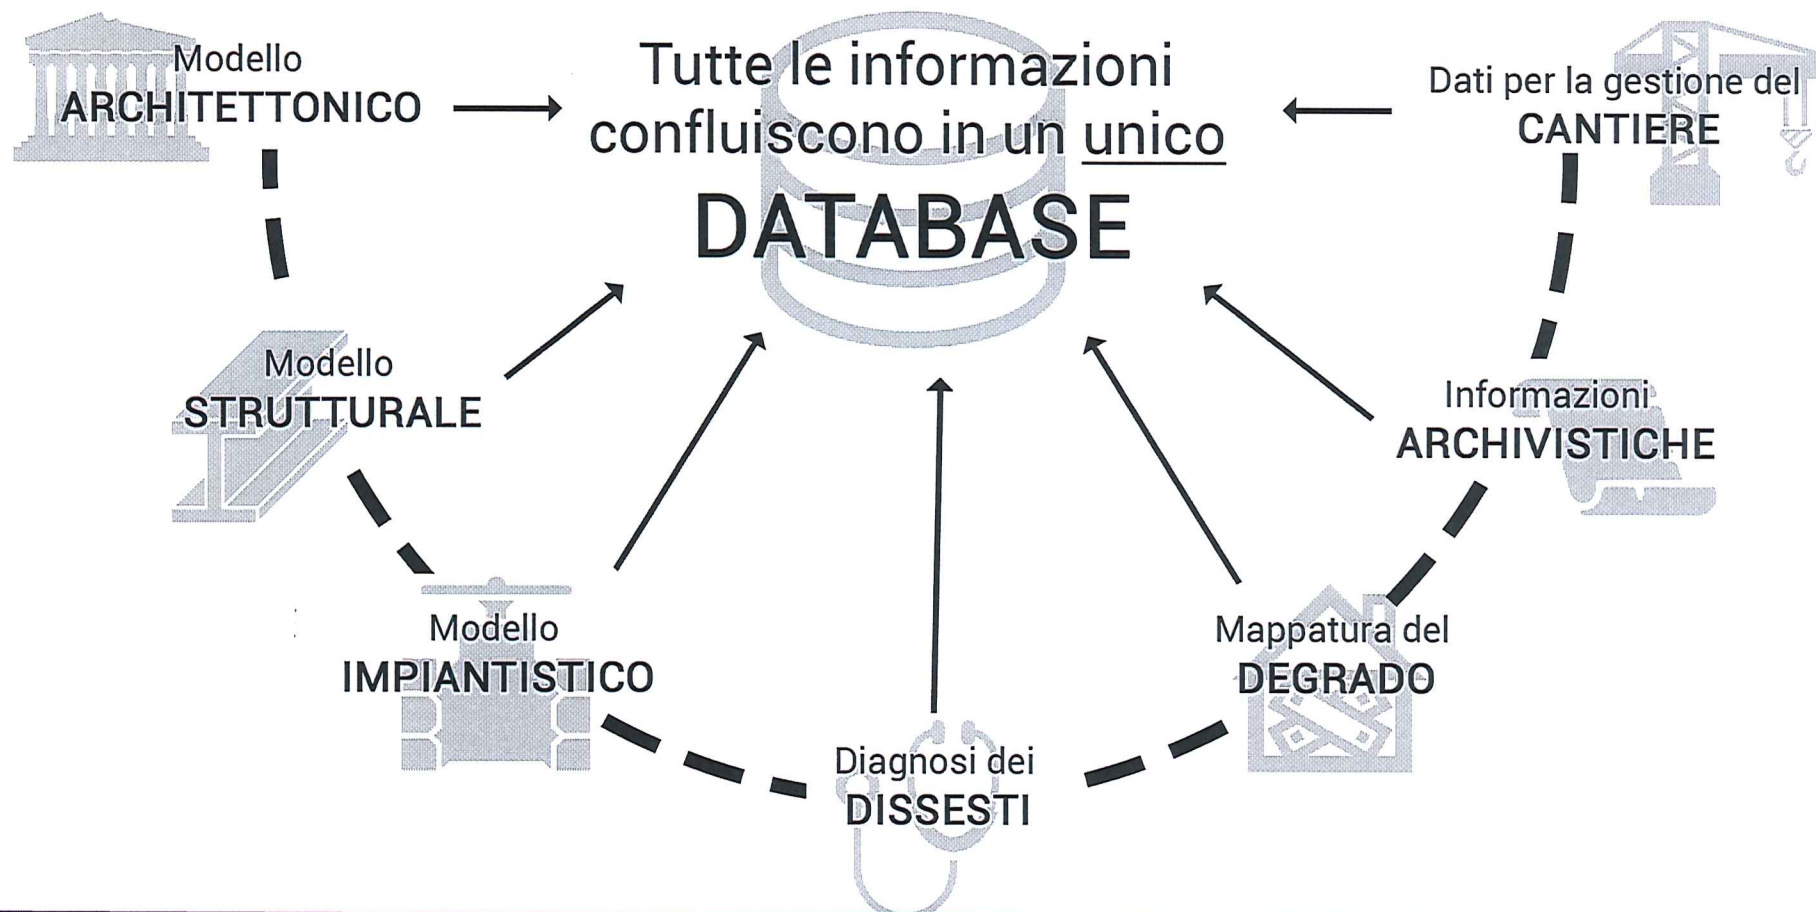 Modello
ARCHITETTONICO
Tutte le informazioni
confluiscono in un unico
DATABASE
Dati per la gestione del
CANTIERE
Modello
STRUTTURALE
Informazioni
ARCHIVISTICHE
Modello
IMPIANTISTICO
Mappatura del
DEGRADO
Diagnosi dei
DISSESTI